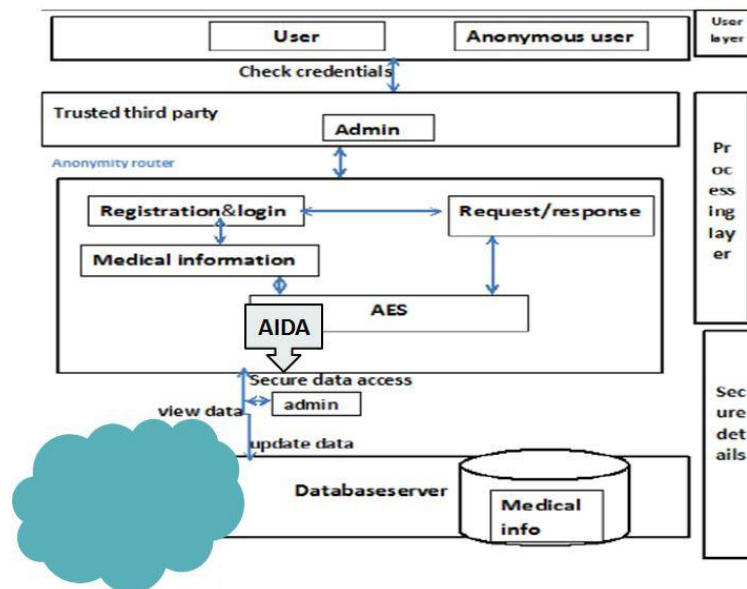 User
Anonymous user
User
layer
Check credentials
Trusted third party
Admin
Anonymity router
Registration&login
Request/response
Medical information
AES
AIDA
Pr
oc
ess
ing
lay
er
Secure data access
admin
view data
update data
Databaseserver
Medical
info
Sec
ure
det
ails